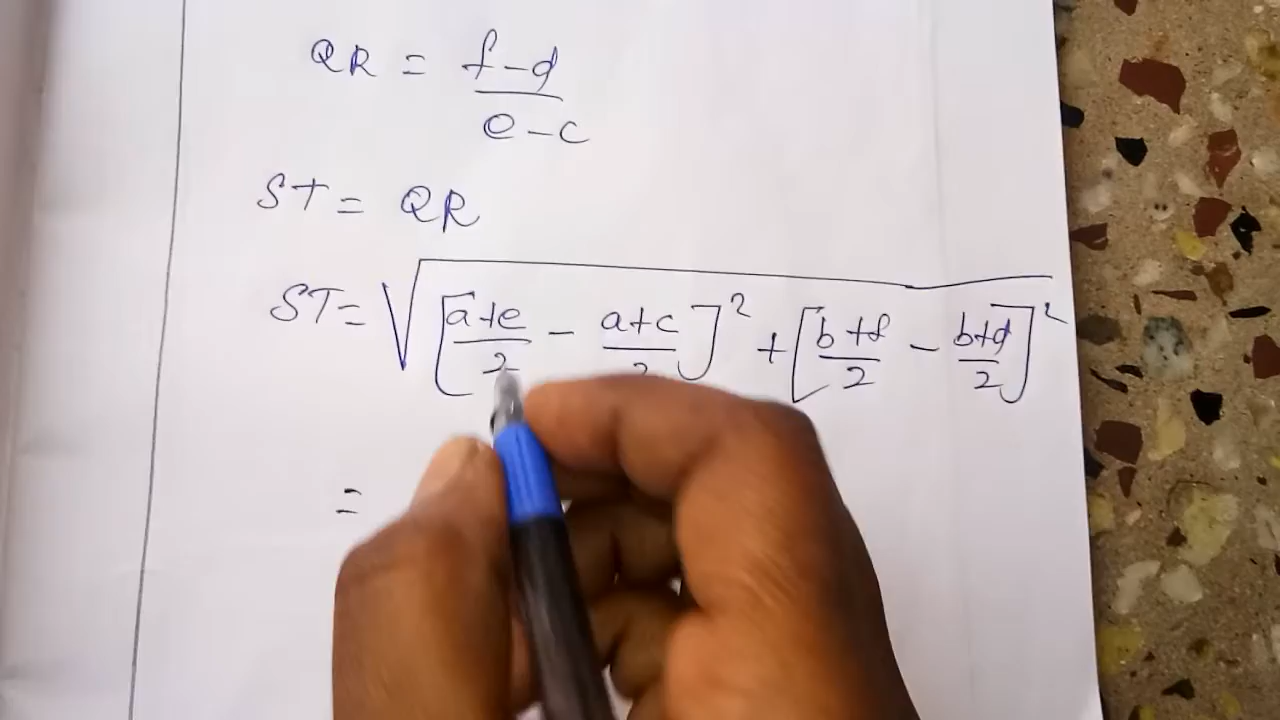 QR = f-d / e-c
ST = QR
ST = √[a+e/2 - a+c/2]² + [b+f/2 - b+d/2]²
=